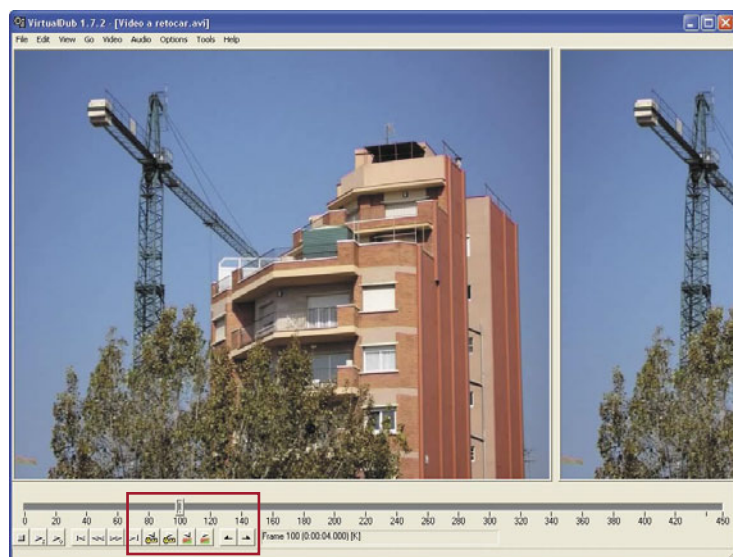 VirtualDub 1.7.2 - [Video a retocar.avi]
File Edit View Go Video Audio Options Tools Help
0 20 40 60 80 100 120 140 160 180 200 220 240 260 280 300 320 340 360 380 400 420 450
Frame 100 (0:00:04.000) [K]